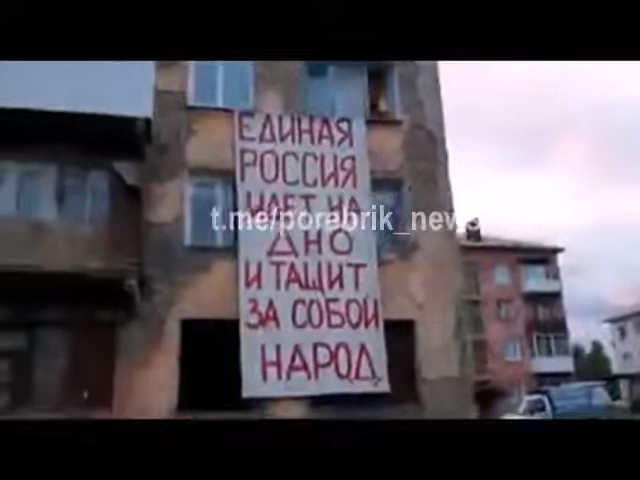 ЕДИНАЯ
РОССИЯ
ИДЕТ НА
t.me/porebrik_news
ДНО
И ТАЩИТ
ЗА СОБОЙ
НАРОД